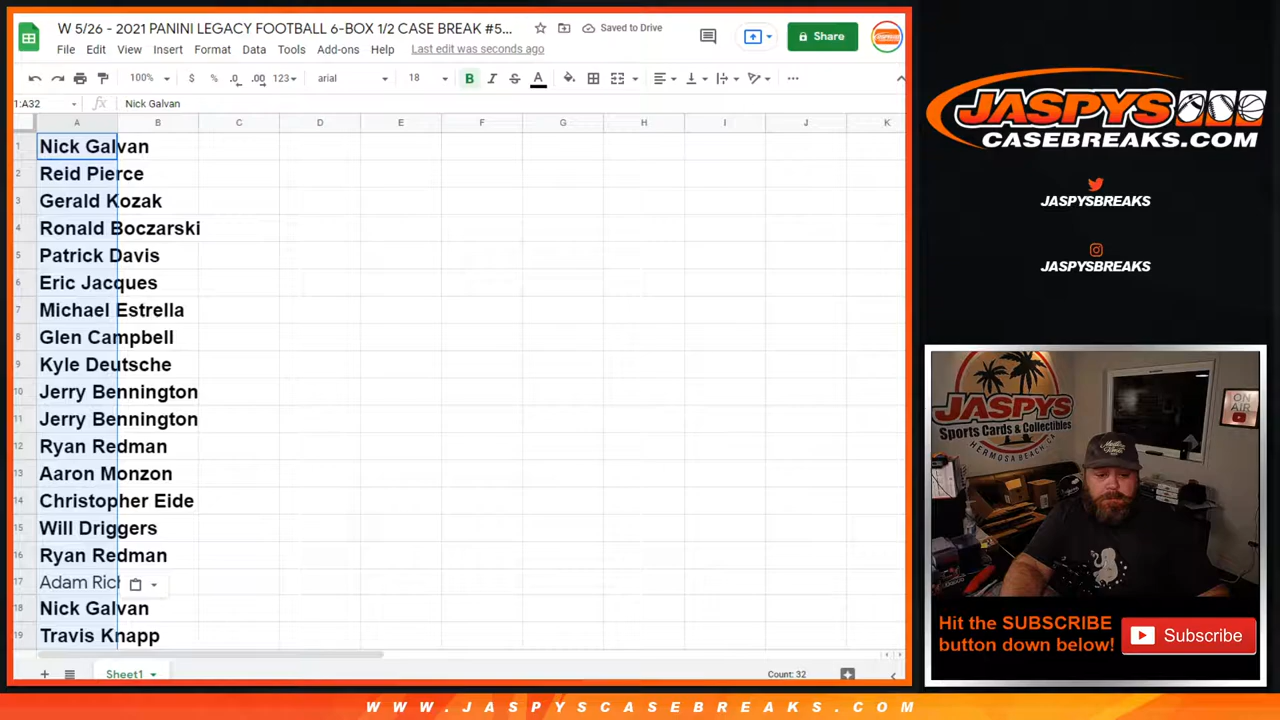 W 5/26 - 2021 PANINI LEGACY FOOTBALL 6-BOX 1/2 CASE BREAK #5...
Saved to Drive
File Edit View Insert Format Data Tools Add-ons Help Last edit was seconds ago
Share
100% $ % .0 .00 123 arial 18 B I S A
1:A32 fx Nick Galvan
A B C D E F G H I J K
1 Nick Galvan
2 Reid Pierce
3 Gerald Kozak
4 Ronald Boczarski
5 Patrick Davis
6 Eric Jacques
7 Michael Estrella
8 Glen Campbell
9 Kyle Deutsche
10 Jerry Bennington
11 Jerry Bennington
12 Ryan Redman
13 Aaron Monzon
14 Christopher Eide
15 Will Driggers
16 Ryan Redman
17 Adam
18 Nick Galvan
19 Travis Knapp
Sheet1
Count: 32
JASPYS
CASEBREAKS.COM
JASPYSBREAKS
JASPYSBREAKS
JASPYS
Sports Cards & Collectibles
HERMOSA BEACH, CA
ON
AIR
Hit the SUBSCRIBE
button down below!
Subscribe
WWW.JASPYSCASEBREAKS.COM